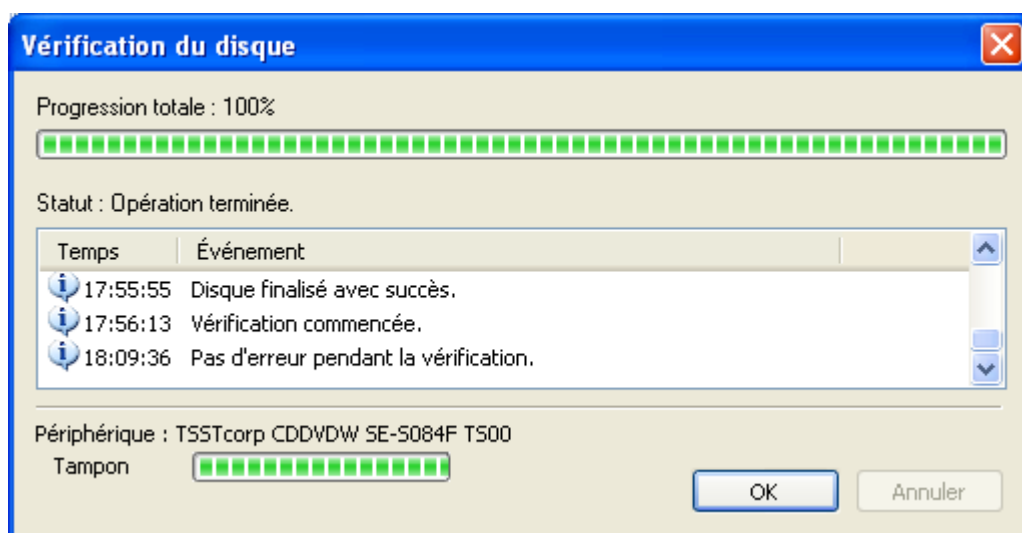 Vérification du disque
Progression totale : 100%
Statut : Opération terminée.
Temps Événement
17:55:55 Disque finalisé avec succès.
17:56:13 Vérification commencée.
18:09:36 Pas d'erreur pendant la vérification.
Périphérique : TSSTcorp CDDVDW SE-S084F TS00
Tampon
OK Annuler